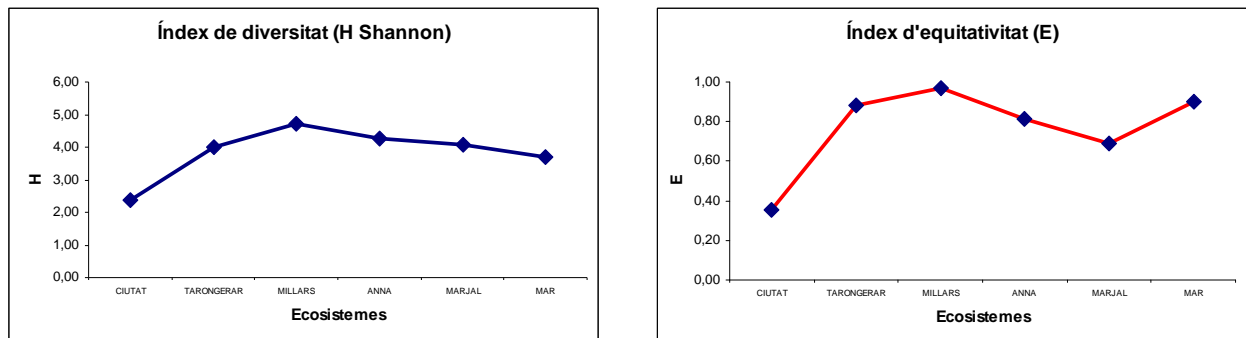 Índex de diversitat (H Shannon)
6,00
5,00
4,00
3,00
2,00
1,00
0,00
H
CIUTAT TARONGERAR MILLARS ANNA MARJAL MAR
Ecosistemes
Índex d'equitativitat (E)
1,00
0,80
0,60
0,40
0,20
0,00
E
CIUTAT TARONGERAR MILLARS ANNA MARJAL MAR
Ecosistemes